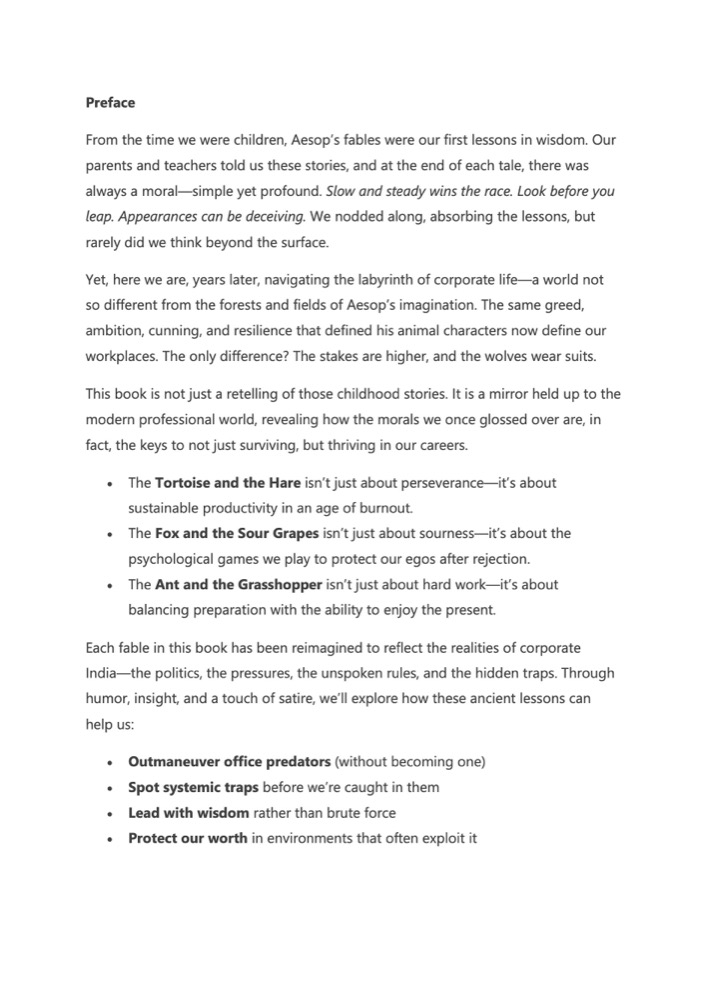 Preface
From the time we were children, Aesop's fables were our first lessons in wisdom. Our
parents and teachers told us these stories, and at the end of each tale, there was
always a moral—simple yet profound. Slow and steady wins the race. Look before you
leap. Appearances can be deceiving. We nodded along, absorbing the lessons, but
rarely did we think beyond the surface.
Yet, here we are, years later, navigating the labyrinth of corporate life—a world not
so different from the forests and fields of Aesop's imagination. The same greed,
ambition, cunning, and resilience that defined his animal characters now define our
workplaces. The only difference? The stakes are higher, and the wolves wear suits.
This book is not just a retelling of those childhood stories. It is a mirror held up to the
modern professional world, revealing how the morals we once glossed over are, in
fact, the keys to not just surviving, but thriving in our careers.
• The Tortoise and the Hare isn't just about perseverance—it's about
sustainable productivity in an age of burnout.
• The Fox and the Sour Grapes isn't just about sourness—it's about the
psychological games we play to protect our egos after rejection.
• The Ant and the Grasshopper isn't just about hard work—it's about
balancing preparation with the ability to enjoy the present.
Each fable in this book has been reimagined to reflect the realities of corporate
India—the politics, the pressures, the unspoken rules, and the hidden traps. Through
humor, insight, and a touch of satire, we'll explore how these ancient lessons can
help us:
• Outmaneuver office predators (without becoming one)
• Spot systemic traps before we're caught in them
• Lead with wisdom rather than brute force
• Protect our worth in environments that often exploit it